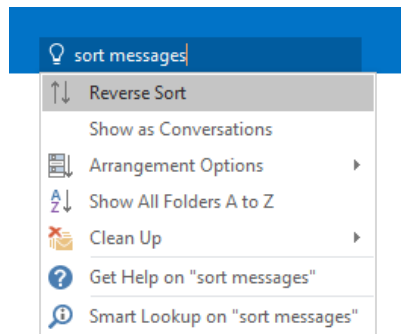 sort messages
Reverse Sort
Show as Conversations
Arrangement Options
Show All Folders A to Z
Clean Up
Get Help on "sort messages"
Smart Lookup on "sort messages"